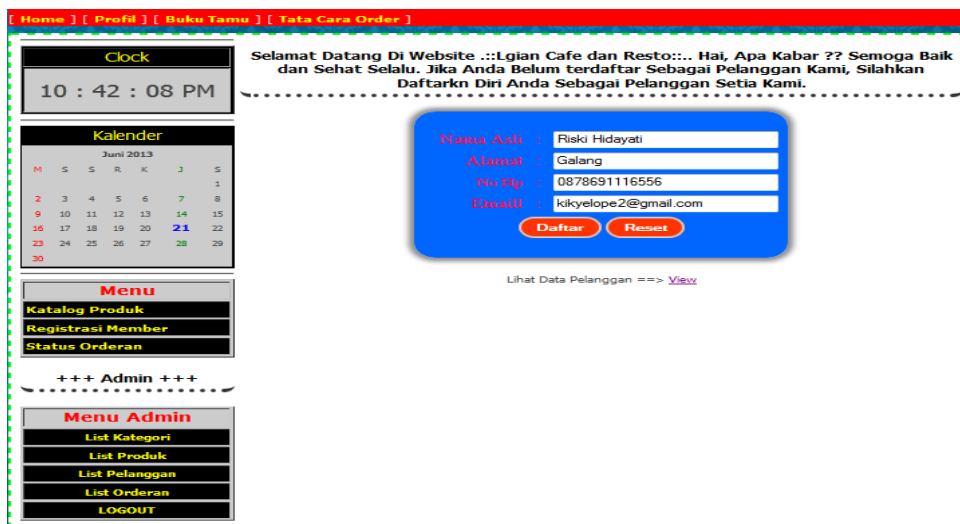 [ Home ] [ Profil ] [ Buku Tamu ] [ Tata Cara Order ]
Clock
10 : 42 : 08 PM
Kalender
Juni 2013
M S S R K J S
1
2 3 4 5 6 7 8
9 10 11 12 13 14 15
16 17 18 19 20 21 22
23 24 25 26 27 28 29
30
Menu
Katalog Produk
Registrasi Member
Status Orderan
+++ Admin +++
Menu Admin
List Kategori
List Produk
List Pelanggan
List Orderan
LOGOUT
Selamat Datang Di Website .::Lgian Cafe dan Resto::.. Hai, Apa Kabar ?? Semoga Baik
dan Sehat Selalu. Jika Anda Belum terdaftar Sebagai Pelanggan Kami, Silahkan
Daftarkn Diri Anda Sebagai Pelanggan Setia Kami.
Nama Asli : Riski Hidayati
Alamat : Galang
No Hp : 0878691116556
Email : kikyelope2@gmail.com
Daftar Reset
Lihat Data Pelanggan ==> View